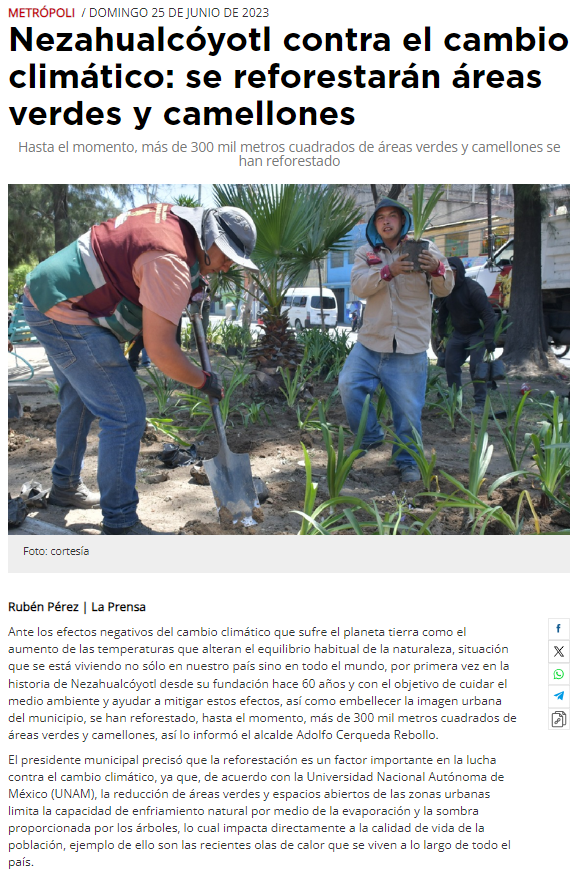 METRÓPOLI / DOMINGO 25 DE JUNIO DE 2023
Nezahualcóyotl contra el cambio
climático: se reforestarán áreas
verdes y camellones
Hasta el momento, más de 300 mil metros cuadrados de áreas verdes y camellones se
han reforestado
Foto: cortesía
Rubén Pérez | La Prensa
Ante los efectos negativos del cambio climático que sufre el planeta tierra como el
aumento de las temperaturas que alteran el equilibrio habitual de la naturaleza, situación
que se está viviendo no sólo en nuestro país sino en todo el mundo, por primera vez en la
historia de Nezahualcóyotl desde su fundación hace 60 años y con el objetivo de cuidar el
medio ambiente y ayudar a mitigar estos efectos, así como embellecer la imagen urbana
del municipio, se han reforestado, hasta el momento, más de 300 mil metros cuadrados de
áreas verdes y camellones, así lo informó el alcalde Adolfo Cerqueda Rebollo.
El presidente municipal precisó que la reforestación es un factor importante en la lucha
contra el cambio climático, ya que, de acuerdo con la Universidad Nacional Autónoma de
México (UNAM), la reducción de áreas verdes y espacios abiertos de las zonas urbanas
limita la capacidad de enfriamiento natural por medio de la evaporación y la sombra
proporcionada por los árboles, lo cual impacta directamente a la calidad de vida de la
población, ejemplo de ello son las recientes olas de calor que se viven a lo largo de todo el
país.